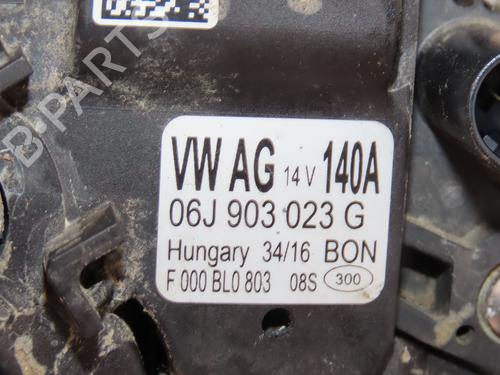 VW AG 14 V 140A
06J 903 023 G
Hungary 34/16 BON
F 000 BL0 803 08S 300
B-PARTS